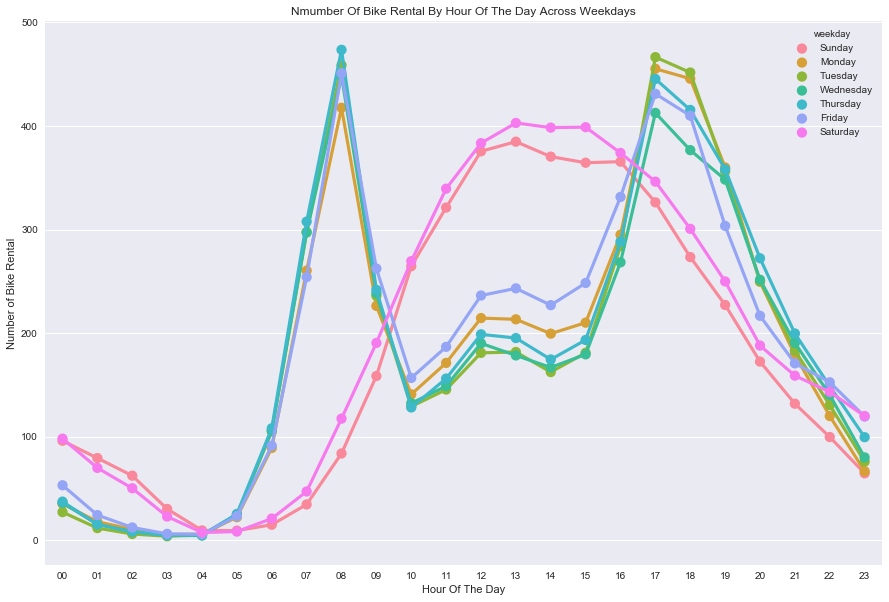 Nmumber Of Bike Rental By Hour Of The Day Across Weekdays
500
400
300
200
100
0
Number of Bike Rental
weekday
Sunday
Monday
Tuesday
Wednesday
Thursday
Friday
Saturday
00 01 02 03 04 05 06 07 08 09 10 11 12 13 14 15 16 17 18 19 20 21 22 23
Hour Of The Day